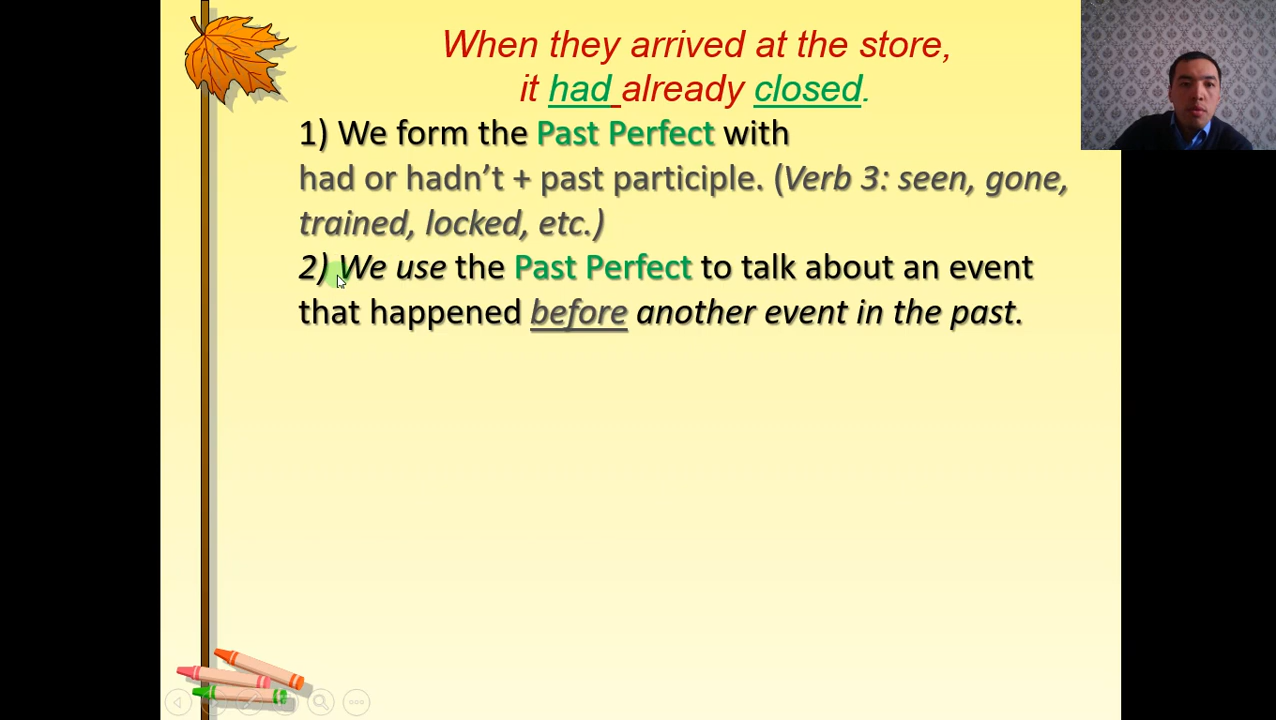 When they arrived at the store,
it had already closed.
1) We form the Past Perfect with
had or hadn’t + past participle. (Verb 3: seen, gone,
trained, locked, etc.)
2) We use the Past Perfect to talk about an event
that happened before another event in the past.